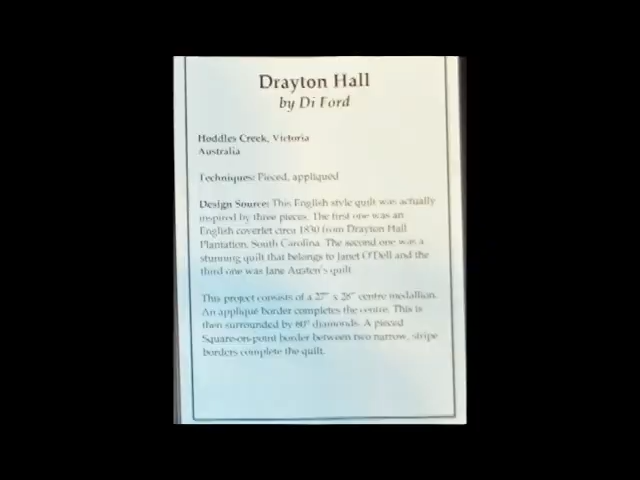 Drayton Hall
by Di Ford
Hoddles Creek, Victoria
Australia
Techniques: Pieced, appliquéd
Design Source: This English style quilt was actually
inspired by three pieces. The first one was an
English coverlet circa 1830 from Drayton Hall
Plantation, South Carolina. The second one was a
stunning quilt that belongs to Janet O'Dell and the
third one was Jane Austen's quilt.
This project consists of a 27" x 28" centre medallion.
An appliqué border completes the centre. This is
then surrounded by 60° diamonds. A pieced
Square-on-point border between two narrow, stripe
borders complete the quilt.